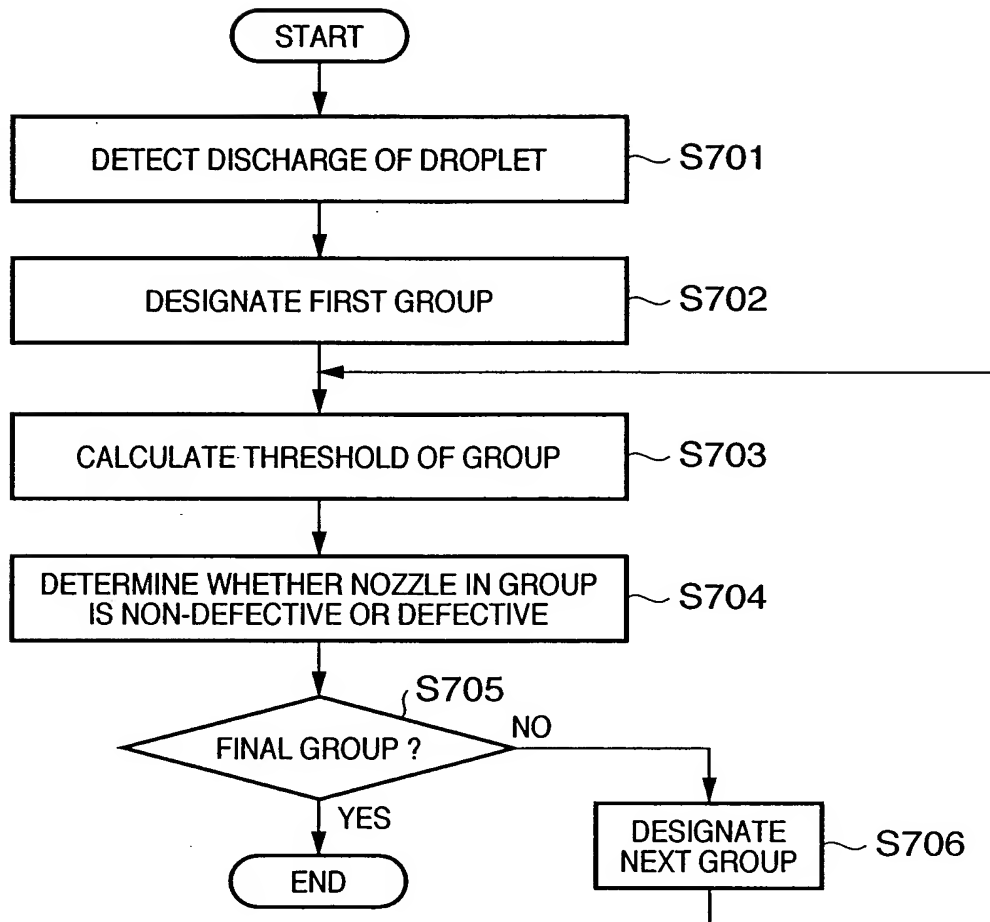 START
DETECT DISCHARGE OF DROPLET
S701
DESIGNATE FIRST GROUP
S702
CALCULATE THRESHOLD OF GROUP
S703
DETERMINE WHETHER NOZZLE IN GROUP
IS NON-DEFECTIVE OR DEFECTIVE
S704
S705
FINAL GROUP ?
NO
YES
DESIGNATE
NEXT GROUP
S706
END